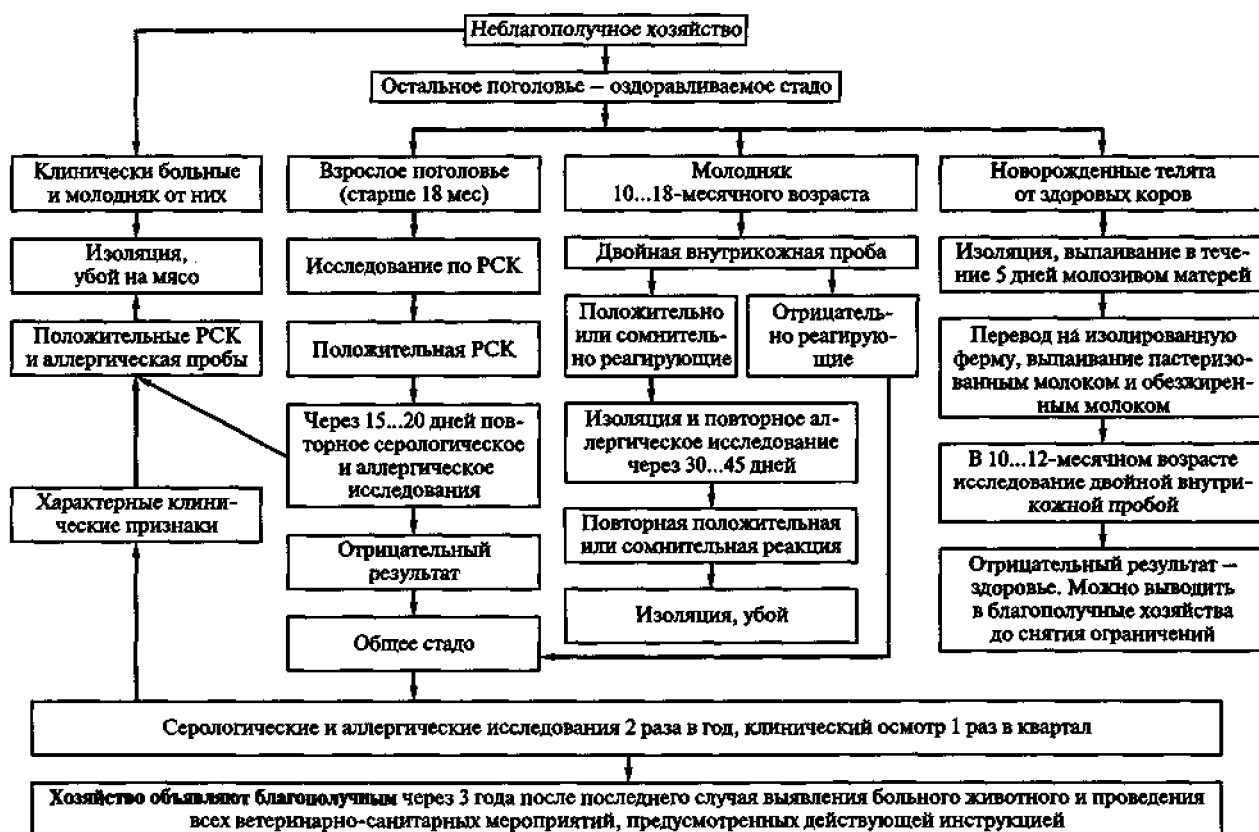 Неблагополучное хозяйство
Остальное поголовье – оздоравливаемое стадо
Клинически больные
и молодняк от них
Изоляция,
убой на мясо
Положительные РСК
и аллергическая пробы
Характерные клини-
ческие признаки
Взрослое поголовье
(старше 18 мес)
Исследование по РСК
Положительная РСК
Через 15...20 дней пов-
торное серологическое
и аллергическое
исследования
Отрицательный
результат
Общее стадо
Молодняк
10...18-месячного возраста
Двойная внутрикожная проба
Положительно
или сомнитель-
но реагирующие
Отрицатель-
но реагирую-
щие
Изоляция и повторное ал-
лергическое исследование
через 30...45 дней
Повторная положительная
или сомнительная реакция
Изоляция, убой
Новорожденные телята
от здоровых коров
Изоляция, выпаивание в тече-
ние 5 дней молозивом матерей
Перевод на изолированную
ферму, выпаивание пастеризо-
ванным молоком и обезжирен-
ным молоком
В 10...12-месячном возрасте
исследование двойной внутри-
кожной пробой
Отрицательный результат –
здоровье. Можно выводить
в благополучные хозяйства
до снятия ограничений
Серологические и аллергические исследования 2 раза в год, клинический осмотр 1 раз в квартал
Хозяйство объявляют благополучным через 3 года после последнего случая выявления больного животного и проведения
всех ветеринарно-санитарных мероприятий, предусмотренных действующей инструкцией